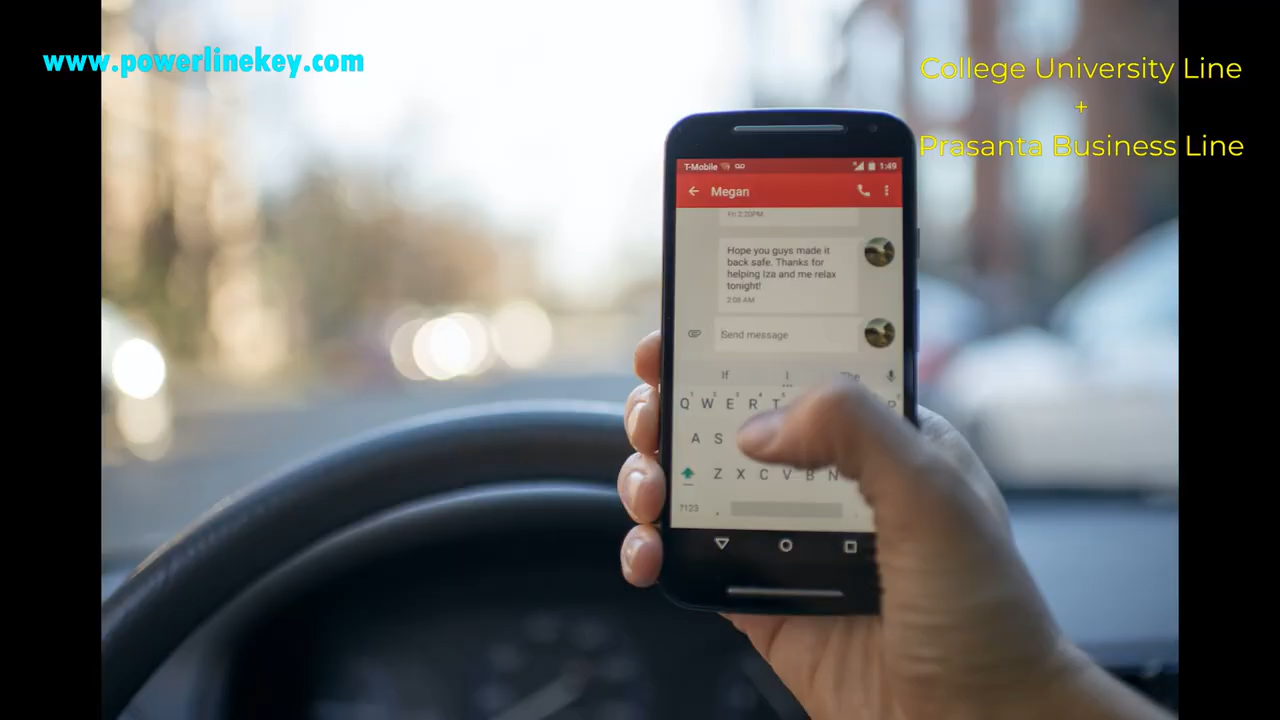 www.powerlinekey.com
College University Line
+
Prasanta Business Line
T-Mobile 1:49
Megan
Fri 2:20PM
Hope you guys made it
back safe. Thanks for
helping Iza and me relax
tonight!
2:08 AM
Send message
If I The
Q W E R T P
A S
Z X C V B N
?123 , .